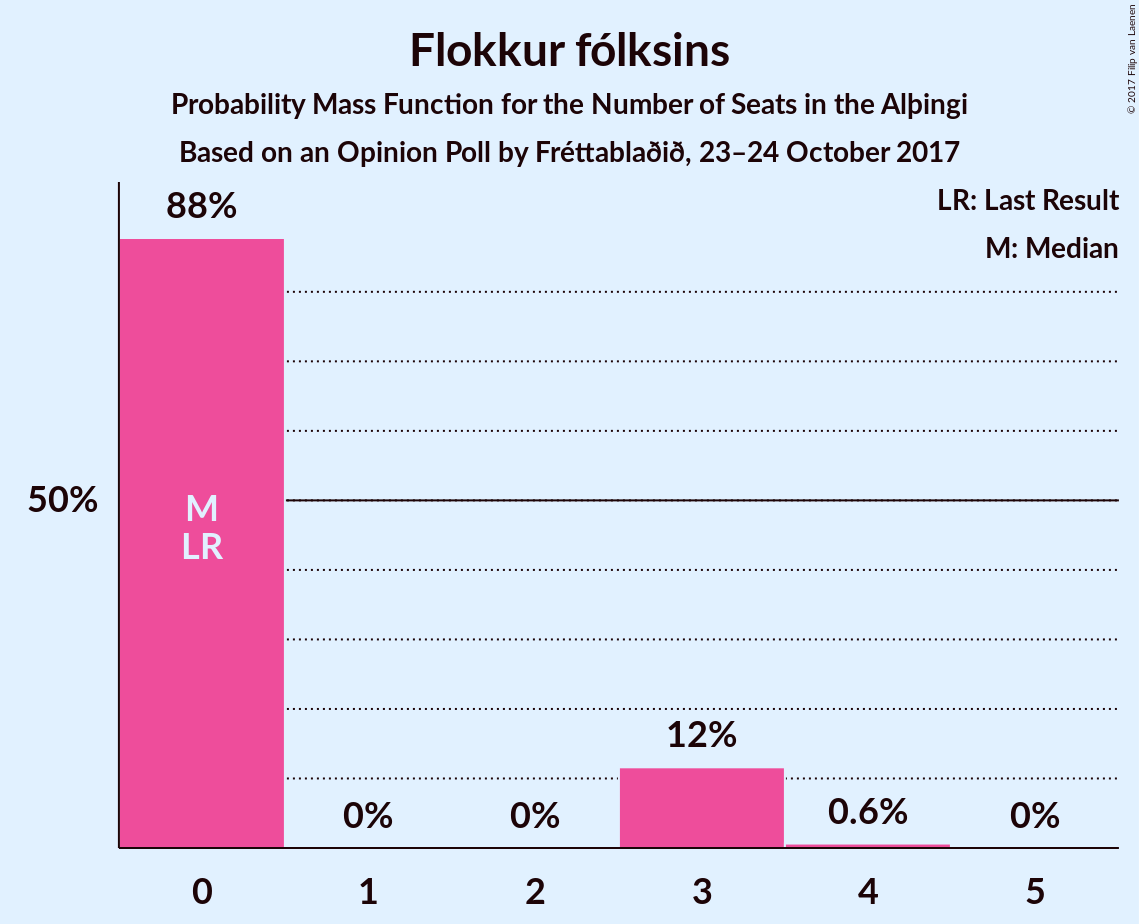 Flokkur fólksins
Probability Mass Function for the Number of Seats in the Alþingi
Based on an Opinion Poll by Fréttablaðið, 23–24 October 2017
© 2017 Filip van Laenen
LR: Last Result
M: Median
88%
50%
M
LR
12%
0%
0%
0.6%
0%
0
1
2
3
4
5